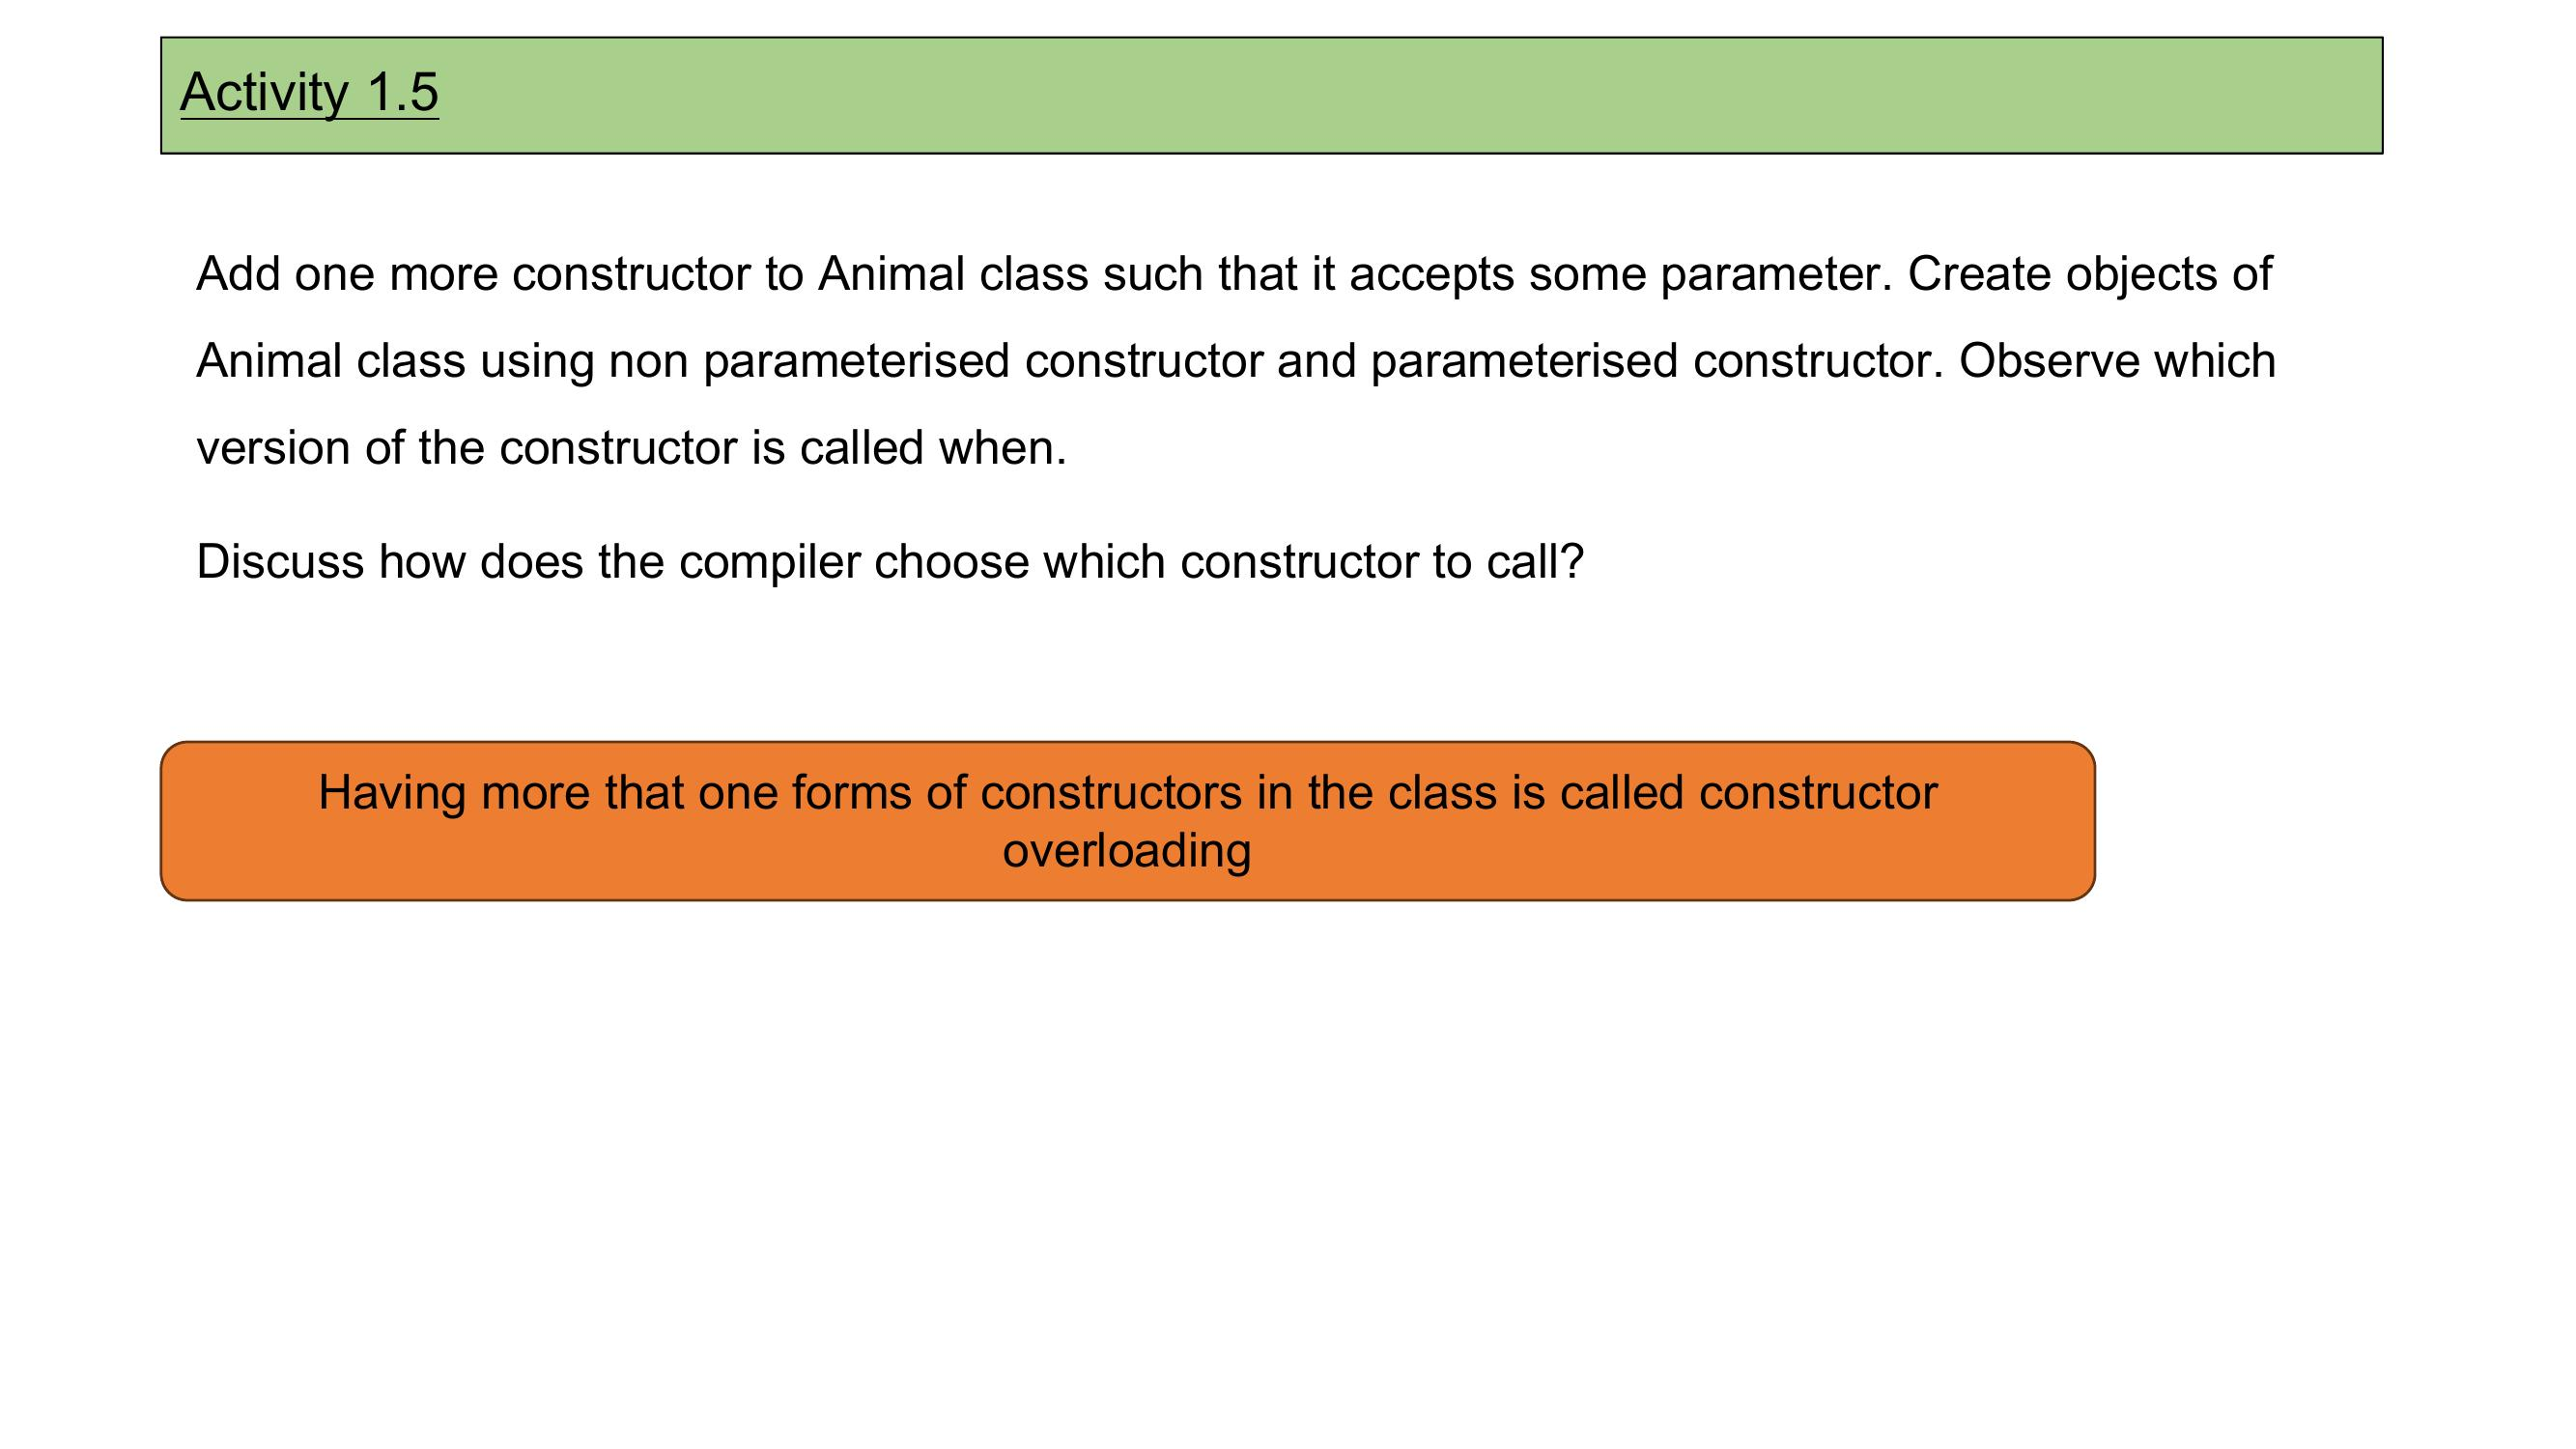 Activity 1.5
Add one more constructor to Animal class such that it accepts some parameter. Create objects of
Animal class using non parameterised constructor and parameterised constructor. Observe which
version of the constructor is called when.
Discuss how does the compiler choose which constructor to call?
Having more that one forms of constructors in the class is called constructor
overloading